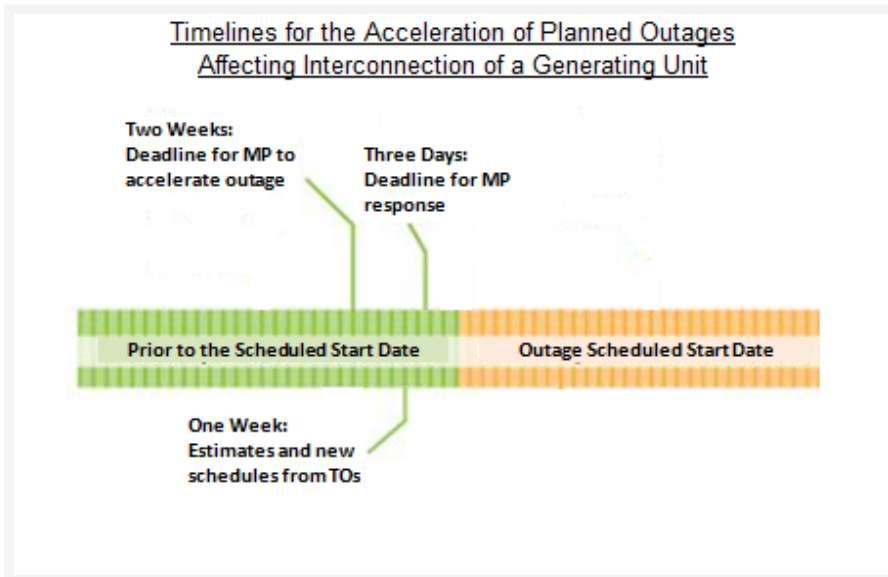 Timelines for the Acceleration of Planned Outages
Affecting Interconnection of a Generating Unit
Two Weeks:
Deadline for MP to
accelerate outage
Three Days:
Deadline for MP
response
Prior to the Scheduled Start Date
Outage Scheduled Start Date
One Week:
Estimates and new
schedules from TOs